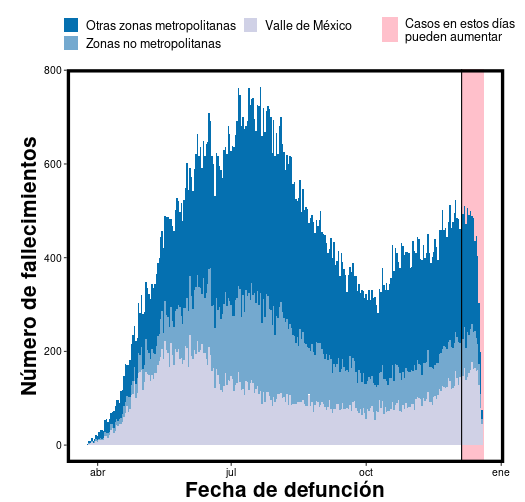 Otras zonas metropolitanas
Valle de México
Casos en estos días
pueden aumentar
Zonas no metropolitanas
Número de fallecimientos
800
600
400
200
0
abr
jul
oct
ene
Fecha de defunción